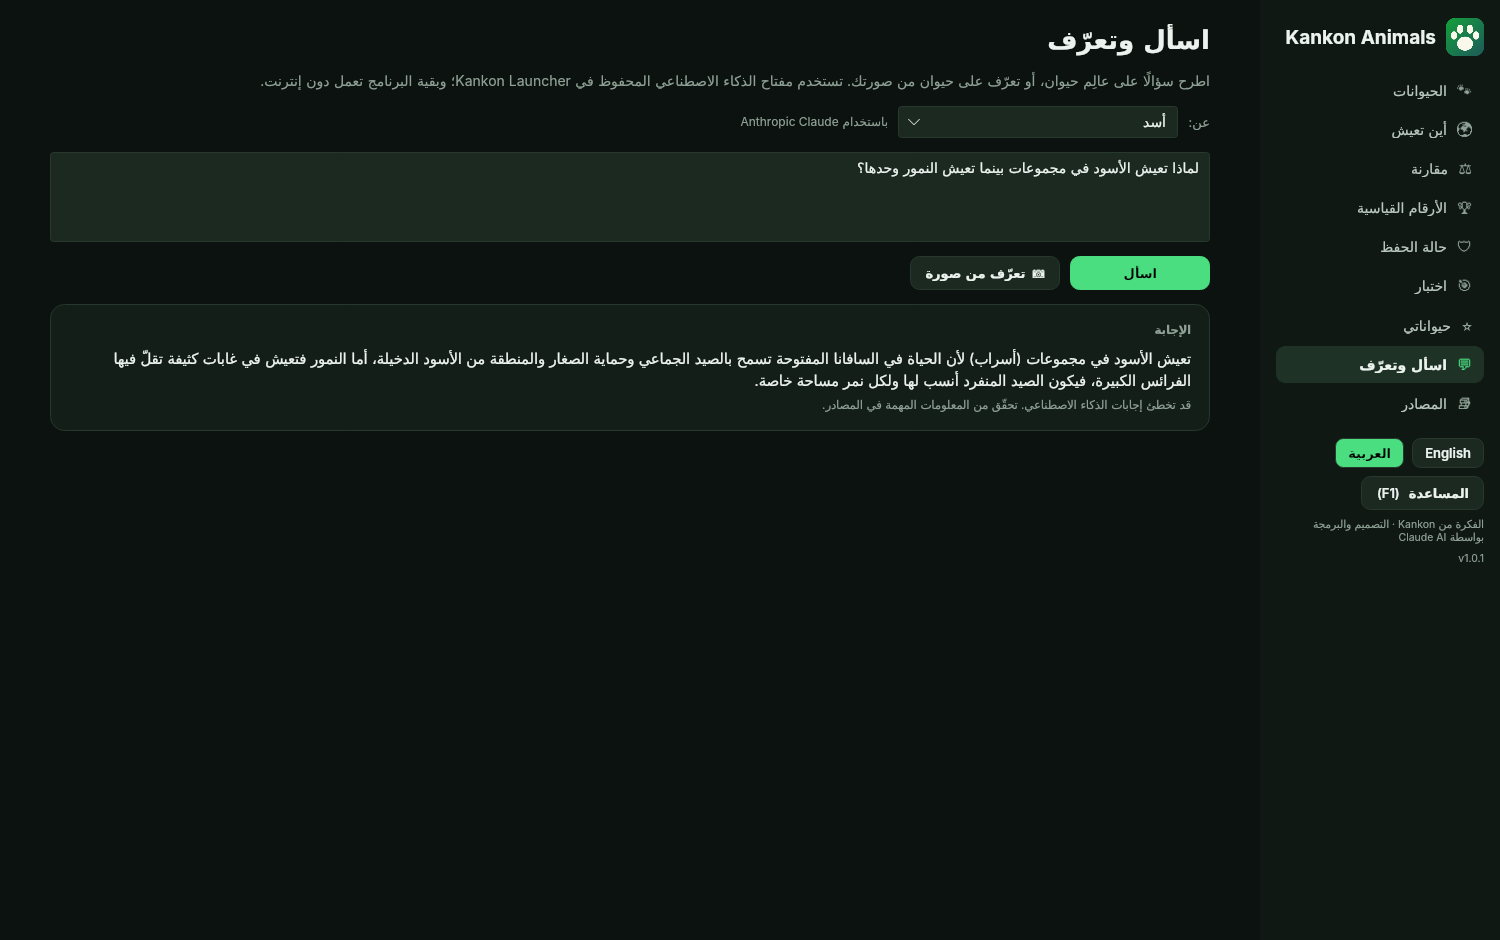 Kankon Animals
الحيوانات
أين تعيش
مقارنة
الأرقام القياسية
حالة الحفظ
اختبار
حيواناتي
اسأل وتعرّف
المصادر
English
العربية
المساعدة (F1)
الفكرة من Kankon · التصميم والبرمجة
بواسطة Claude AI
v1.0.1
اسأل وتعرّف
اطرح سؤالًا على عالِم حيوان، أو تعرّف على حيوان من صورتك. تستخدم مفتاح الذكاء الاصطناعي المحفوظ في Kankon Launcher؛ وبقية البرنامج تعمل دون إنترنت.
عن: أسد باستخدام Anthropic Claude
لماذا تعيش الأسود في مجموعات بينما تعيش النمور وحدها؟
اسأل
تعرّف من صورة
الإجابة
تعيش الأسود في مجموعات (أسراب) لأن الحياة في السافانا المفتوحة تسمح بالصيد الجماعي وحماية الصغار والمنطقة من الأسود الدخيلة، أما النمور فتعيش في غابات كثيفة تقلّ فيها
الفرائس الكبيرة، فيكون الصيد المنفرد أنسب لها ولكل نمر مساحة خاصة.
قد تخطئ إجابات الذكاء الاصطناعي. تحقّق من المعلومات المهمة في المصادر.